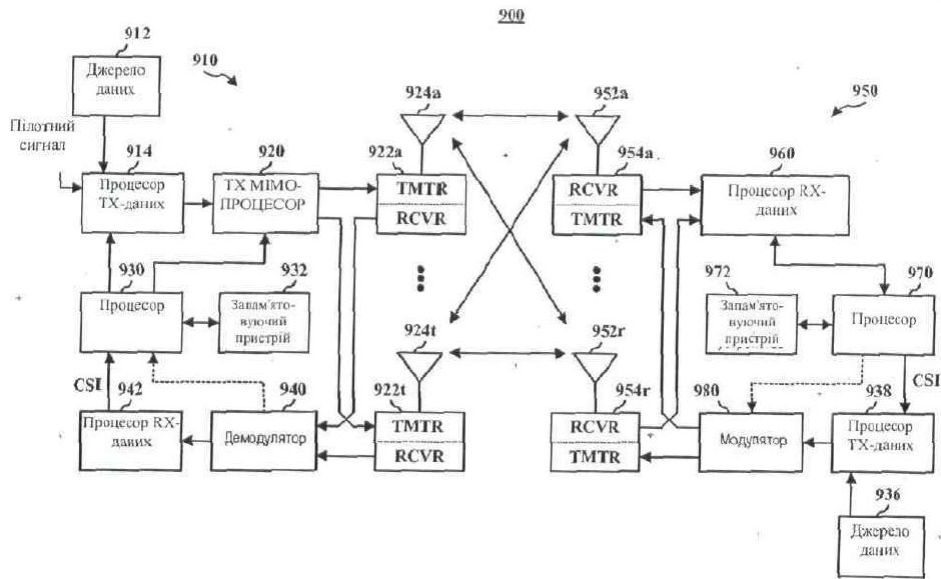 900
912
Джерело
даних
910
924a
952a
950
Пілотний
сигнал
914
920
922a
954a
960
Процесор
TX-даних
TX MIMO-
ПРОЦЕСОР
TMTR
RCVR
RCVR
TMTR
Процесор RX-
даних
930
932
972
970
Процесор
Запам'ято-
вуючий
пристрій
Запам'ято-
вуючий
пристрій
Процесор
924t
952r
CSI
942
940
922t
954r
980
CSI
938
Процесор RX-
даних
Демодулятор
TMTR
RCVR
RCVR
TMTR
Модулятор
Процесор
TX-даних
936
Джерело
даних